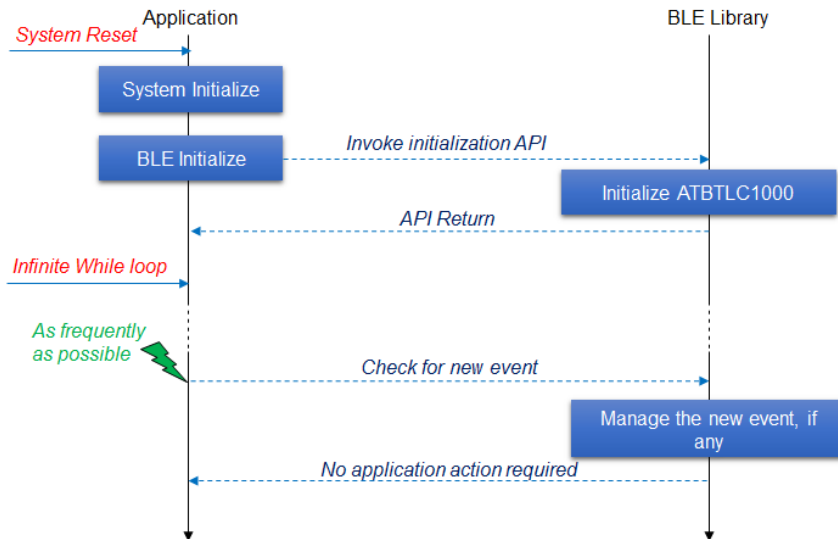 Application
BLE Library
System Reset
System Initialize
BLE Initialize
Invoke initialization API
Initialize ATBTLC1000
API Return
Infinite While loop
As frequently
as possible
Check for new event
Manage the new event, if
any
No application action required